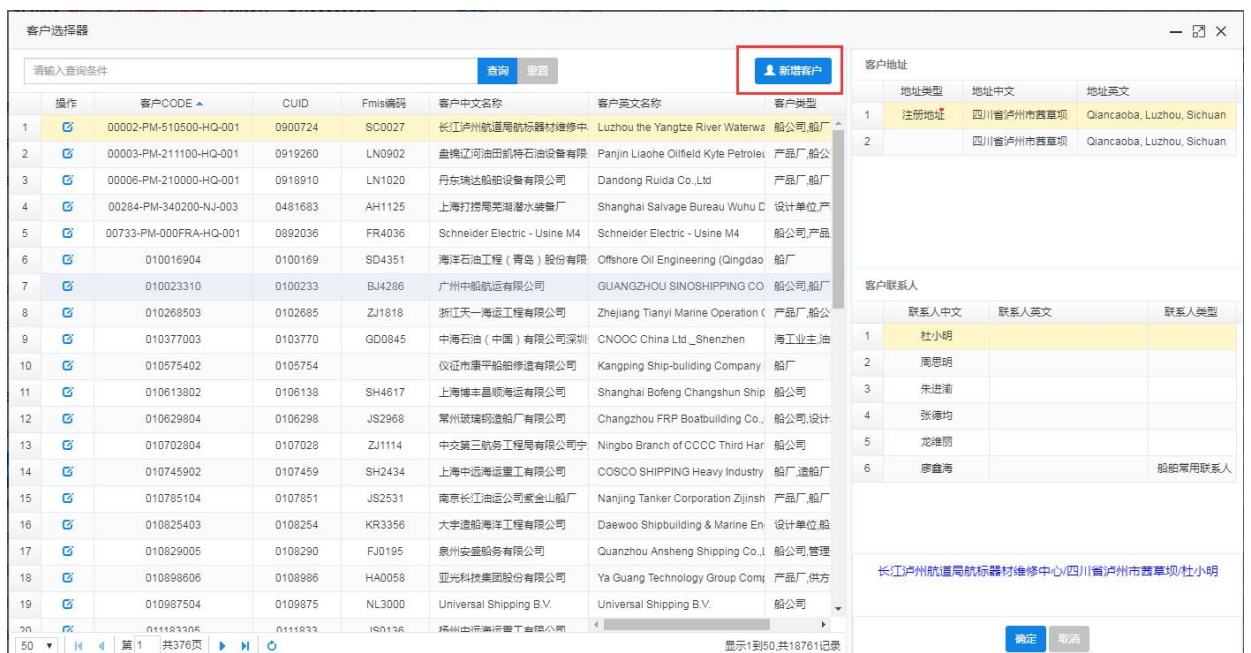 客户选择器
请输入查询条件 查询 重置 新增客户
操作 客户CODE CUID Fmis编码 客户中文名称 客户英文名称 客户类型
1 00002-PM-510500-HQ-001 0900724 SC0027 长江泸州航道局航标器材维修中 Luzhou the Yangtze River Waterwa 船公司,船厂
2 00003-PM-211100-HQ-001 0919260 LN0902 盘锦辽河油田凯特石油设备有限 Panjin Liaohe Oilfield Kyte Petroleu 产品厂,船公
3 00006-PM-210000-HQ-001 0918910 LN1020 丹东瑞达船舶设备有限公司 Dandong Ruida Co.,Ltd 产品厂,船厂
4 00284-PM-340200-NJ-003 0481683 AH1125 上海打捞局芜湖潜水装备厂 Shanghai Salvage Bureau Wuhu D 设计单位,产
5 00733-PM-000FRA-HQ-001 0892036 FR4036 Schneider Electric - Usine M4 Schneider Electric - Usine M4 船公司,产品
6 010016904 0100169 SD4351 海洋石油工程（青岛）股份有限 Offshore Oil Engineering (Qingdao 船厂
7 010023310 0100233 BJ4286 广州中船航运有限公司 GUANGZHOU SINOSHIPPING CO 船公司,船厂
8 010268503 0102685 ZJ1818 浙江天一海运工程有限公司 Zhejiang Tianyi Marine Operation 产品厂,船公
9 010377003 0103770 GD0845 中海石油（中国）有限公司深圳 CNOOC China Ltd._Shenzhen 海工业主,油
10 010575402 0105754 仪征市康平船舶修造有限公司 Kangping Ship-buliding Company 船厂
11 010613802 0106138 SH4617 上海博丰昌顺海运有限公司 Shanghai Bofeng Changshun Ship 船公司
12 010629804 0106298 JS2968 常州玻璃钢造船厂有限公司 Changzhou FRP Boatbuilding Co., 船公司,设计
13 010702804 0107028 ZJ1114 中交第三航务工程局有限公司宁 Ningbo Branch of CCCC Third Har 船公司
14 010745902 0107459 SH2434 上海中远海运重工有限公司 COSCO SHIPPING Heavy Industry 船厂,造船厂
15 010785104 0107851 JS2531 南京长江油运公司紫金山船厂 Nanjing Tanker Corporation Zijinsh 产品厂,船厂
16 010825403 0108254 KR3356 大宇造船海洋工程有限公司 Daewoo Shipbuilding & Marine En 设计单位,船
17 010829005 0108290 FJ0195 泉州安盛船务有限公司 Quanzhou Ansheng Shipping Co.,L 船公司,管理
18 010898606 0108986 HA0058 亚光科技集团股份有限公司 Ya Guang Technology Group Comp 产品厂,供方
19 010987504 0109875 NL3000 Universal Shipping B.V. Universal Shipping B.V. 船公司
20 011183305 0111833 JS0136 扬州中远海运重工有限公司
50 第 1 共376页 显示1到50,共18761记录
客户地址
地址类型 地址中文 地址英文
1 注册地址 四川省泸州市茜草坝 Qiancaoba, Luzhou, Sichuan
2 四川省泸州市茜草坝 Qiancaoba, Luzhou, Sichuan
客户联系人
联系人中文 联系人英文 联系人类型
1 杜小明
2 周思明
3 朱进渝
4 张德均
5 龙维丽
6 廖鑫海 船舶常用联系人
长江泸州航道局航标器材维修中心/四川省泸州市茜草坝/杜小明
确定 取消